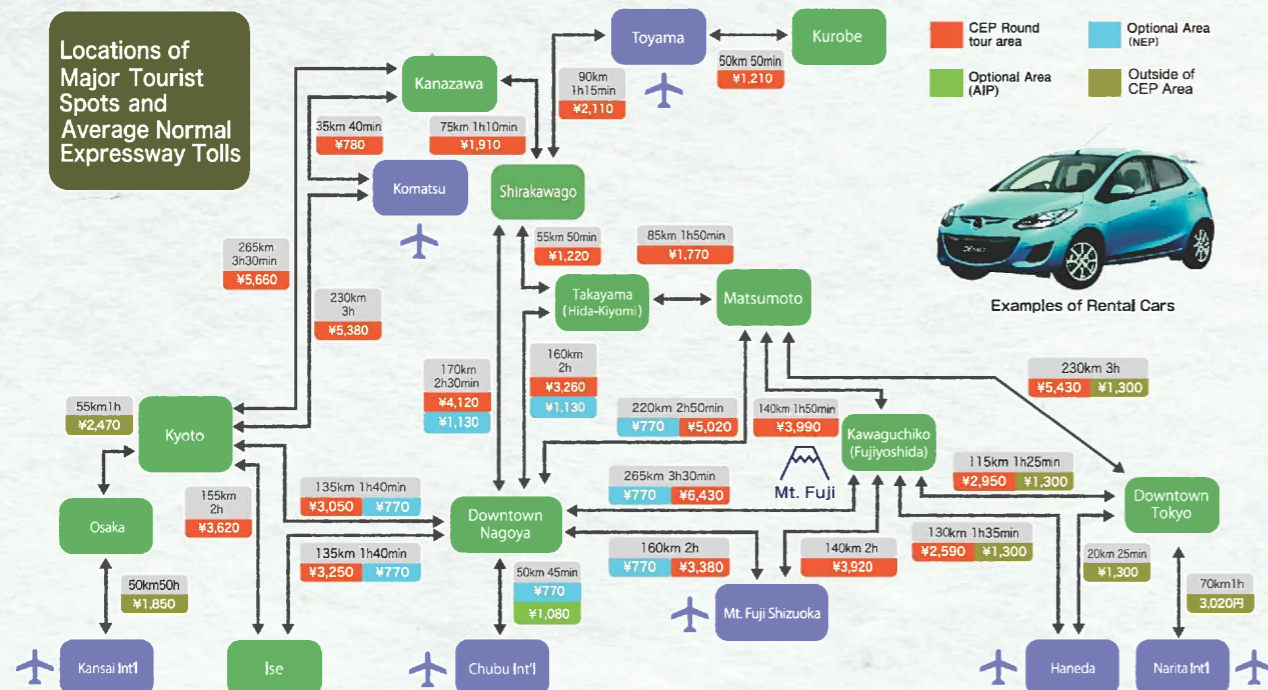 Locations of
Major Tourist
Spots and
Average Normal
Expressway Tolls
CEP Round
tour area
Optional Area
(NEP)
Optional Area
(AIP)
Outside of
CEP Area
Toyama
Kurobe
50km 50min
¥1,210
Kanazawa
90km
1h15min
¥2,110
35km 40min
¥780
75km 1h10min
¥1,910
Komatsu
Shirakawago
265km
3h30min
¥5,660
55km 50min
¥1,220
85km 1h50min
¥1,770
230km
3h
¥5,380
Takayama
(Hida-Kiyomi)
Matsumoto
Examples of Rental Cars
170km
2h30min
¥4,120
¥1,130
160km
2h
¥3,260
¥1,130
230km 3h
¥5,430 ¥1,300
55km1h
¥2,470
Kyoto
220km 2h50min
¥770 ¥5,020
140km 1h50min
¥3,990
Kawaguchiko
(Fujiyoshida)
Mt. Fuji
115km 1h25min
¥2,950 ¥1,300
265km 3h30min
¥770 ¥6,430
Osaka
155km
2h
¥3,620
135km 1h40min
¥3,050 ¥770
Downtown
Nagoya
Downtown
Tokyo
135km 1h40min
¥3,250 ¥770
160km 2h
¥770 ¥3,380
140km 2h
¥3,920
130km 1h35min
¥2,590 ¥1,300
20km 25min
¥1,300
50km50h
¥1,850
50km 45min
¥770
¥1,080
70km1h
3,020円
Mt. Fuji Shizuoka
Kansai Int'l
Ise
Chubu Int'l
Haneda
Narita Int'l